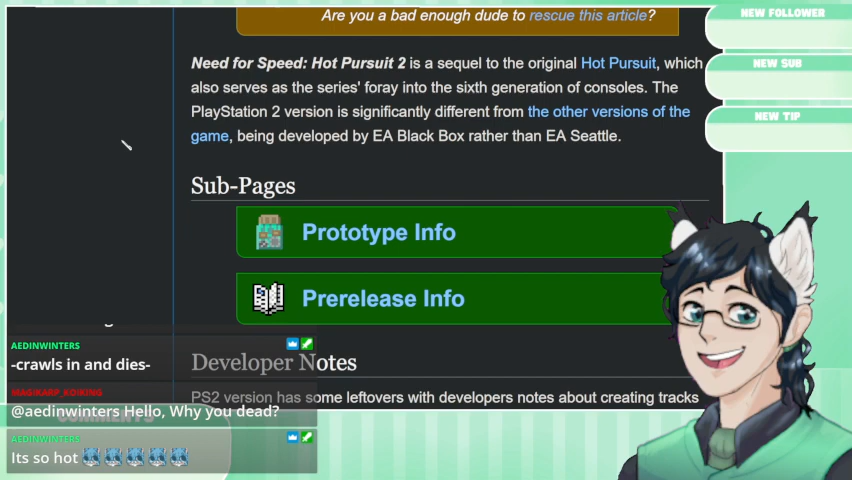 Are you a bad enough dude to rescue this article?
Need for Speed: Hot Pursuit 2 is a sequel to the original Hot Pursuit, which
also serves as the series' foray into the sixth generation of consoles. The
PlayStation 2 version is significantly different from the other versions of the
game, being developed by EA Black Box rather than EA Seattle.
Sub-Pages
Prototype Info
Prerelease Info
Developer Notes
PS2 version has some leftovers with developers notes about creating tracks
AEDINWINTERS
-crawls in and dies-
MAGIKARP_KOIKING
@aedinwinters Hello, Why you dead?
COMMENTS
AEDINWINTERS
Its so hot
NEW FOLLOWER
NEW SUB
NEW TIP